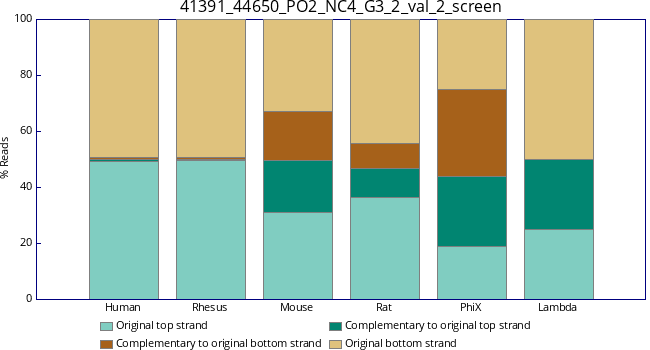 41391_44650_PO2_NC4_G3_2_val_2_screen
100
80
60
40
20
0
% Reads
Human Rhesus Mouse Rat PhiX Lambda
Original top strand Complementary to original top strand
Complementary to original bottom strand Original bottom strand